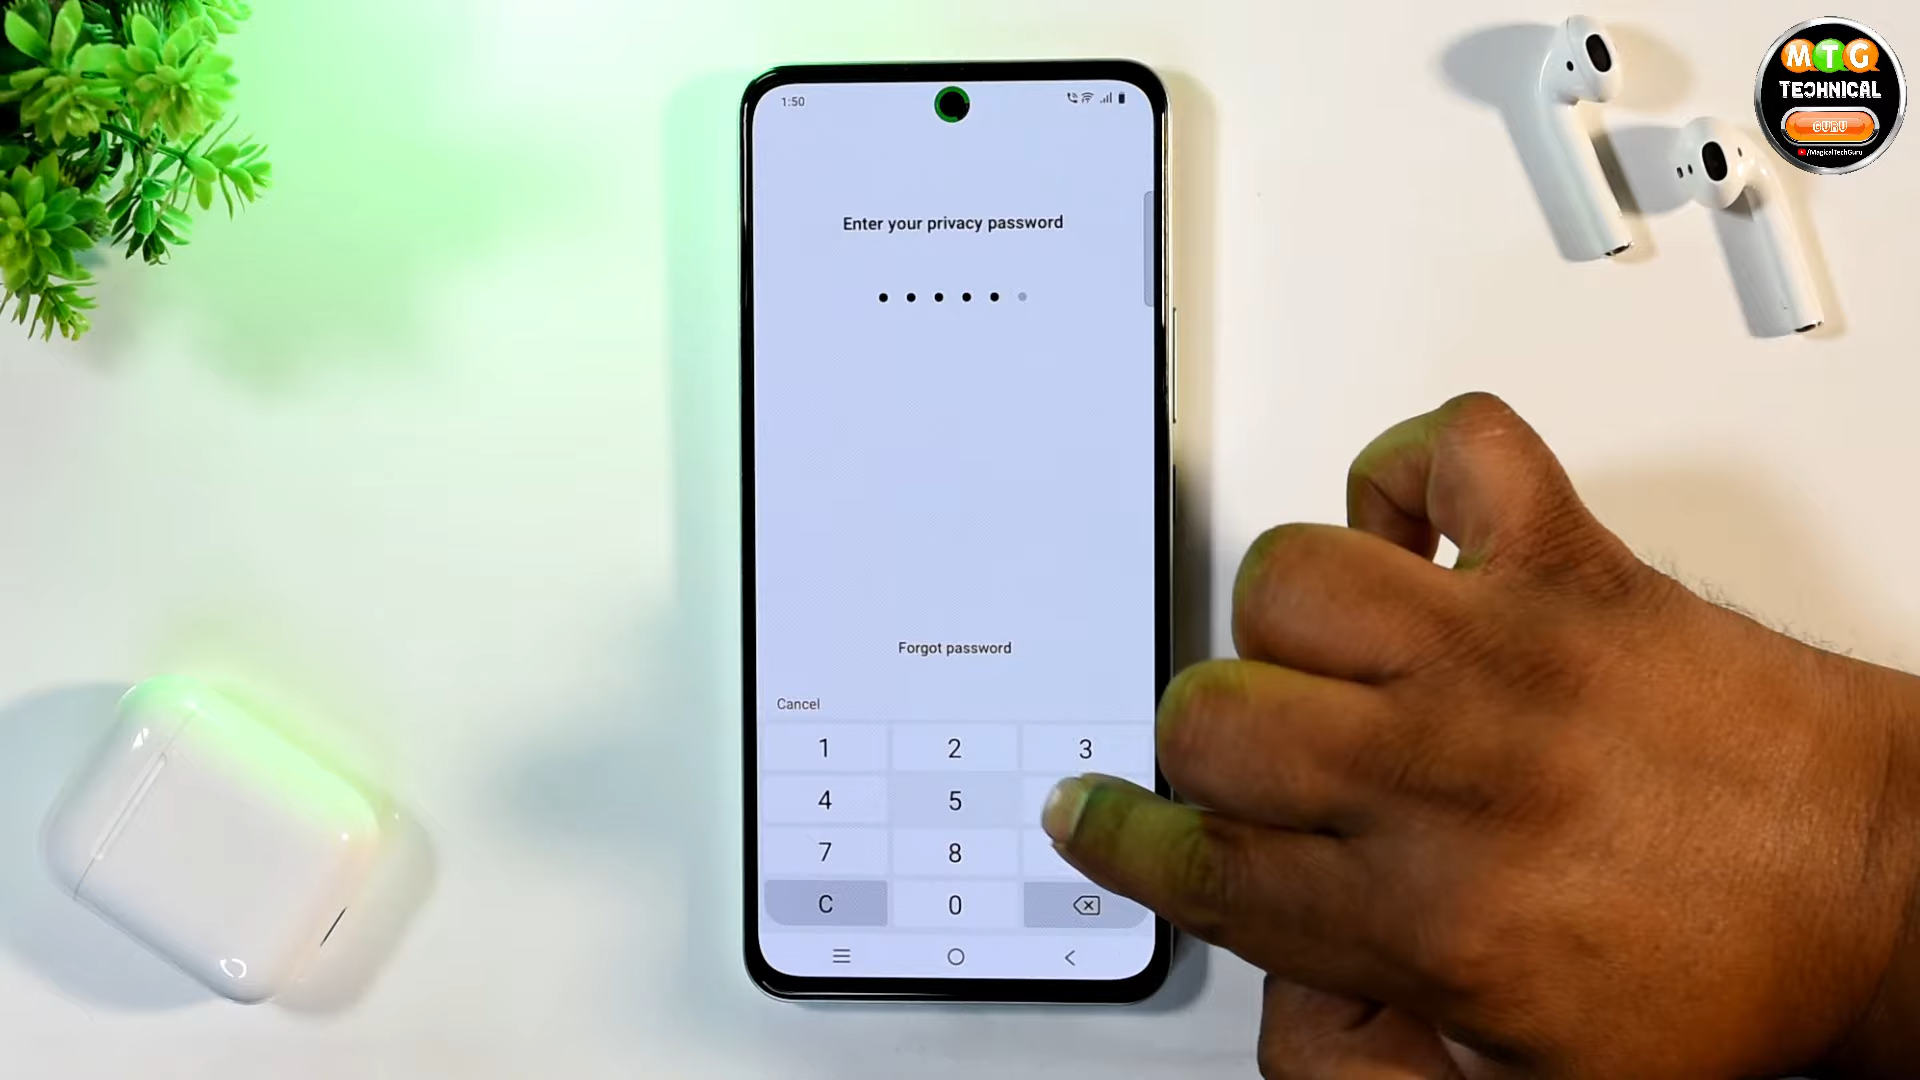 MTG
TECHNICAL
GURU
/MagicalTechGuru
1:50
Enter your privacy password
Forgot password
Cancel
1 2 3
4 5
7 8
C 0